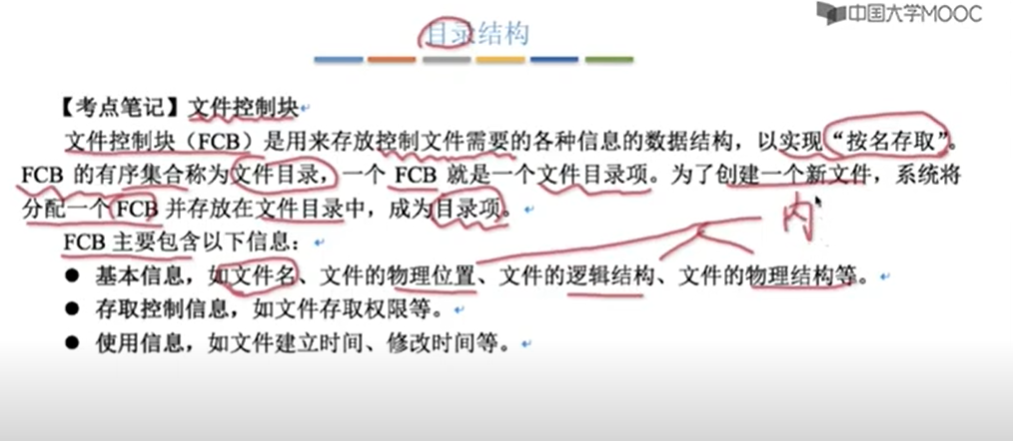 中国大学MOOC
目录结构
【考点笔记】文件控制块
文件控制块（FCB）是用来存放控制文件需要的各种信息的数据结构，以实现“按名存取”。
FCB 的有序集合称为文件目录，一个 FCB 就是一个文件目录项。为了创建一个新文件，系统将
分配一个 FCB 并存放在文件目录中，成为目录项。
内
FCB 主要包含以下信息：
● 基本信息，如文件名、文件的物理位置、文件的逻辑结构、文件的物理结构等。
● 存取控制信息，如文件存取权限等。
● 使用信息，如文件建立时间、修改时间等。